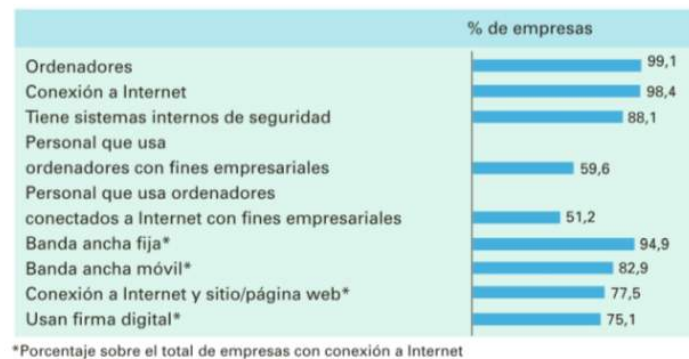 % de empresas
Ordenadores 99,1
Conexión a Internet 98,4
Tiene sistemas internos de seguridad 88,1
Personal que usa
ordenadores con fines empresariales 59,6
Personal que usa ordenadores
conectados a Internet con fines empresariales 51,2
Banda ancha fija* 94,9
Banda ancha móvil* 82,9
Conexión a Internet y sitio/página web* 77,5
Usan firma digital* 75,1
*Porcentaje sobre el total de empresas con conexión a Internet